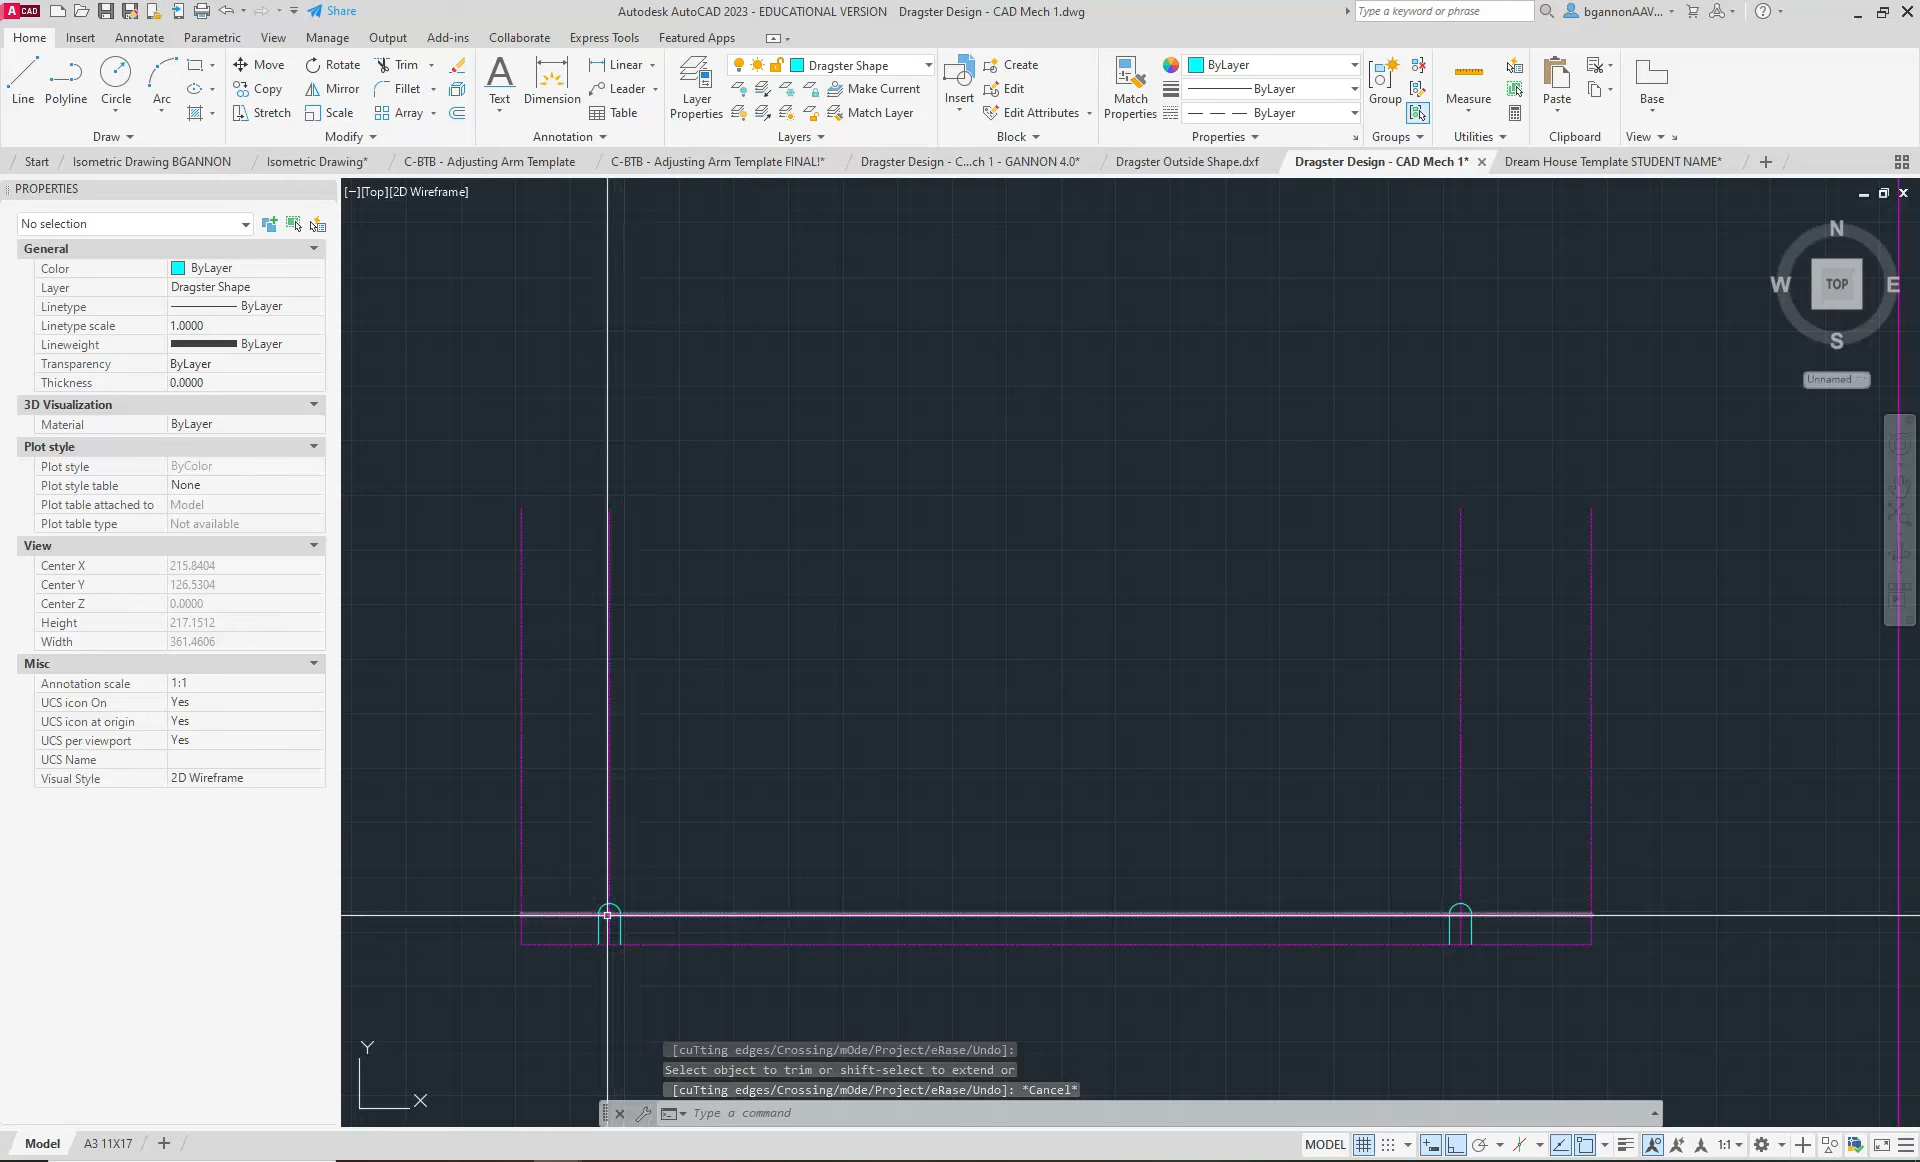 A CAD Share Autodesk AutoCAD 2023 - EDUCATIONAL VERSION Dragster Design - CAD Mech 1.dwg Type a keyword or phrase bgannonAAV...
Home Insert Annotate Parametric View Manage Output Add-ins Collaborate Express Tools Featured Apps
Move Rotate Trim Linear Dragster Shape Create ByLayer
Line Polyline Circle Arc Copy Mirror Fillet Text Dimension Leader Layer Properties Make Current Insert Edit Match Properties ByLayer Group Measure Paste Base
Stretch Scale Array Table Match Layer Edit Attributes ByLayer
Draw Modify Annotation Layers Block Properties Groups Utilities Clipboard View
Start Isometric Drawing BGANNON Isometric Drawing* C-BTB - Adjusting Arm Template C-BTB - Adjusting Arm Template FINAL!* Dragster Design - C...ch 1 - GANNON 4.0* Dragster Outside Shape.dxf Dragster Design - CAD Mech 1* Dream House Template STUDENT NAME*
PROPERTIES
[−][Top][2D Wireframe]
No selection
General
Color ByLayer
Layer Dragster Shape
Linetype ByLayer
Linetype scale 1.0000
Lineweight ByLayer
Transparency ByLayer
Thickness 0.0000
3D Visualization
Material ByLayer
Plot style
Plot style ByColor
Plot style table None
Plot table attached to Model
Plot table type Not available
View
Center X 215.8404
Center Y 126.5304
Center Z 0.0000
Height 217.1512
Width 361.4606
Misc
Annotation scale 1:1
UCS icon On Yes
UCS icon at origin Yes
UCS per viewport Yes
UCS Name
Visual Style 2D Wireframe
N
W TOP E
S
Unnamed
Y
X
[cuTting edges/Crossing/mOde/Project/eRase/Undo]:
Select object to trim or shift-select to extend or
[cuTting edges/Crossing/mOde/Project/eRase/Undo]: *Cancel*
Type a command
Model A3 11X17 MODEL 1:1